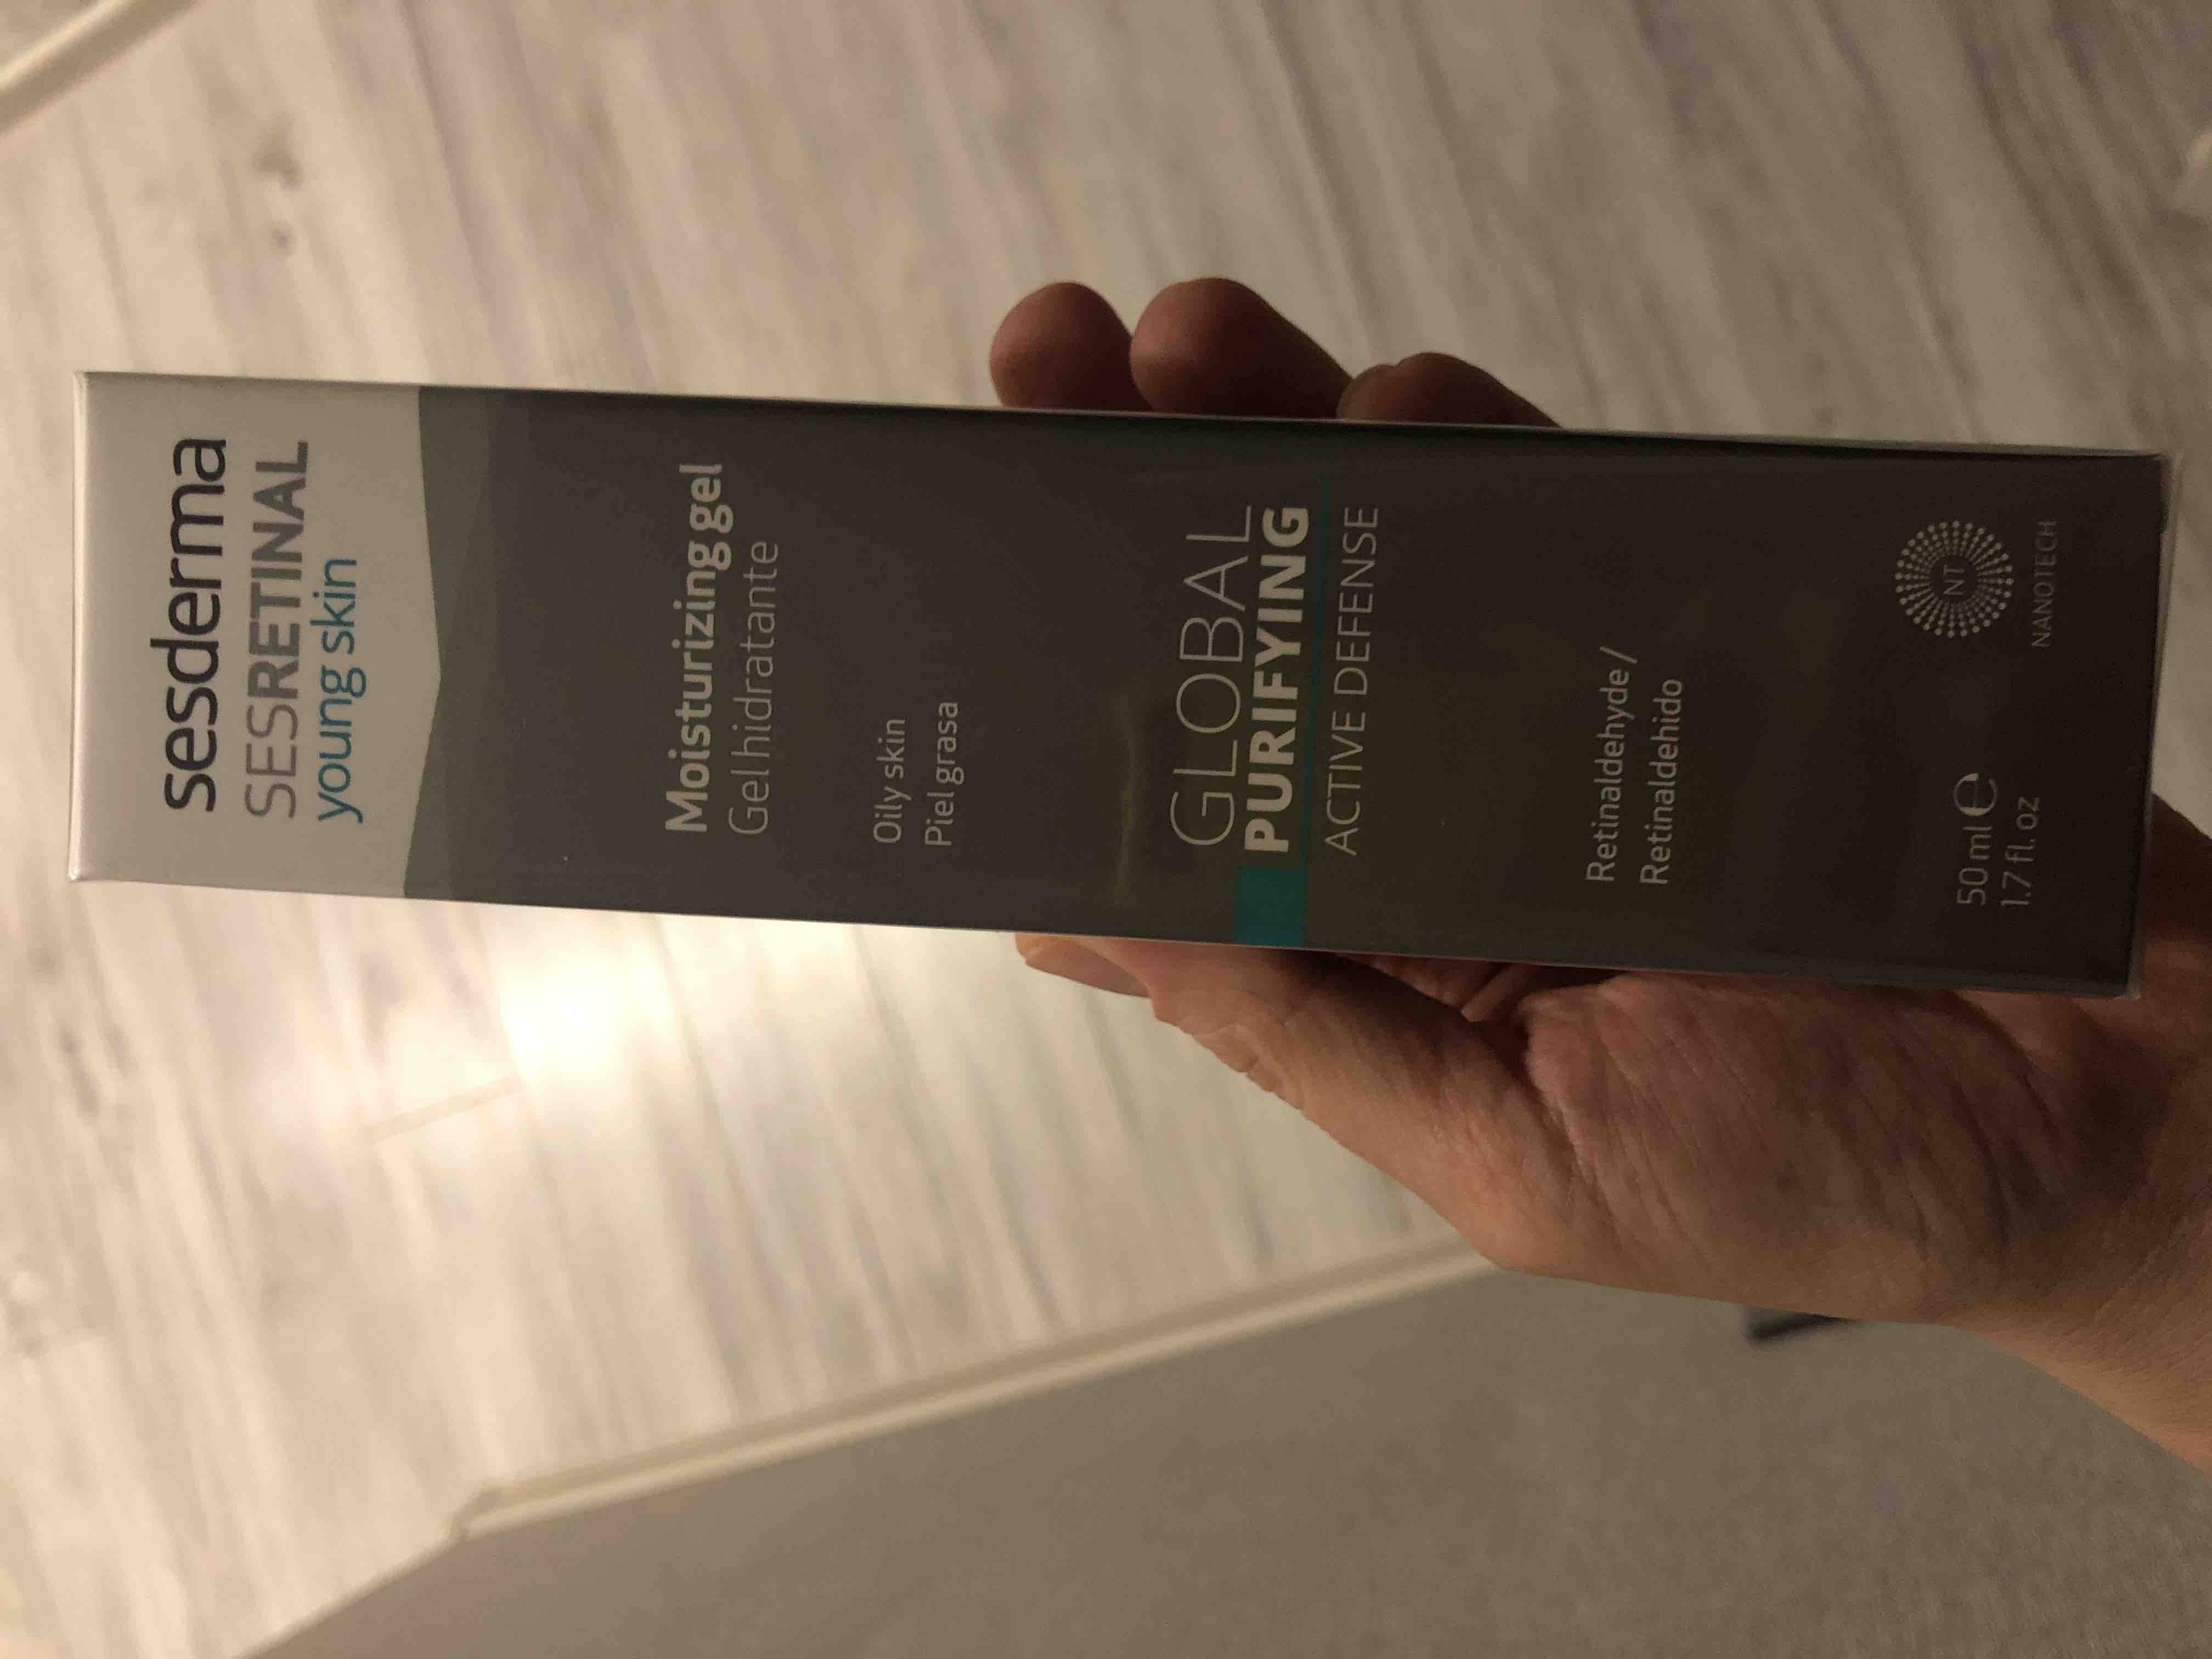 sesderma
SESRETINAL
young skin
Moisturizing gel
Gel hidratante
Oily skin
Piel grasa
GLOBAL
PURIFYING
ACTIVE DEFENSE
Retinaldehyde/
Retinaldehido
50 ml e
1.7 fl. oz
NT
NANOTECH